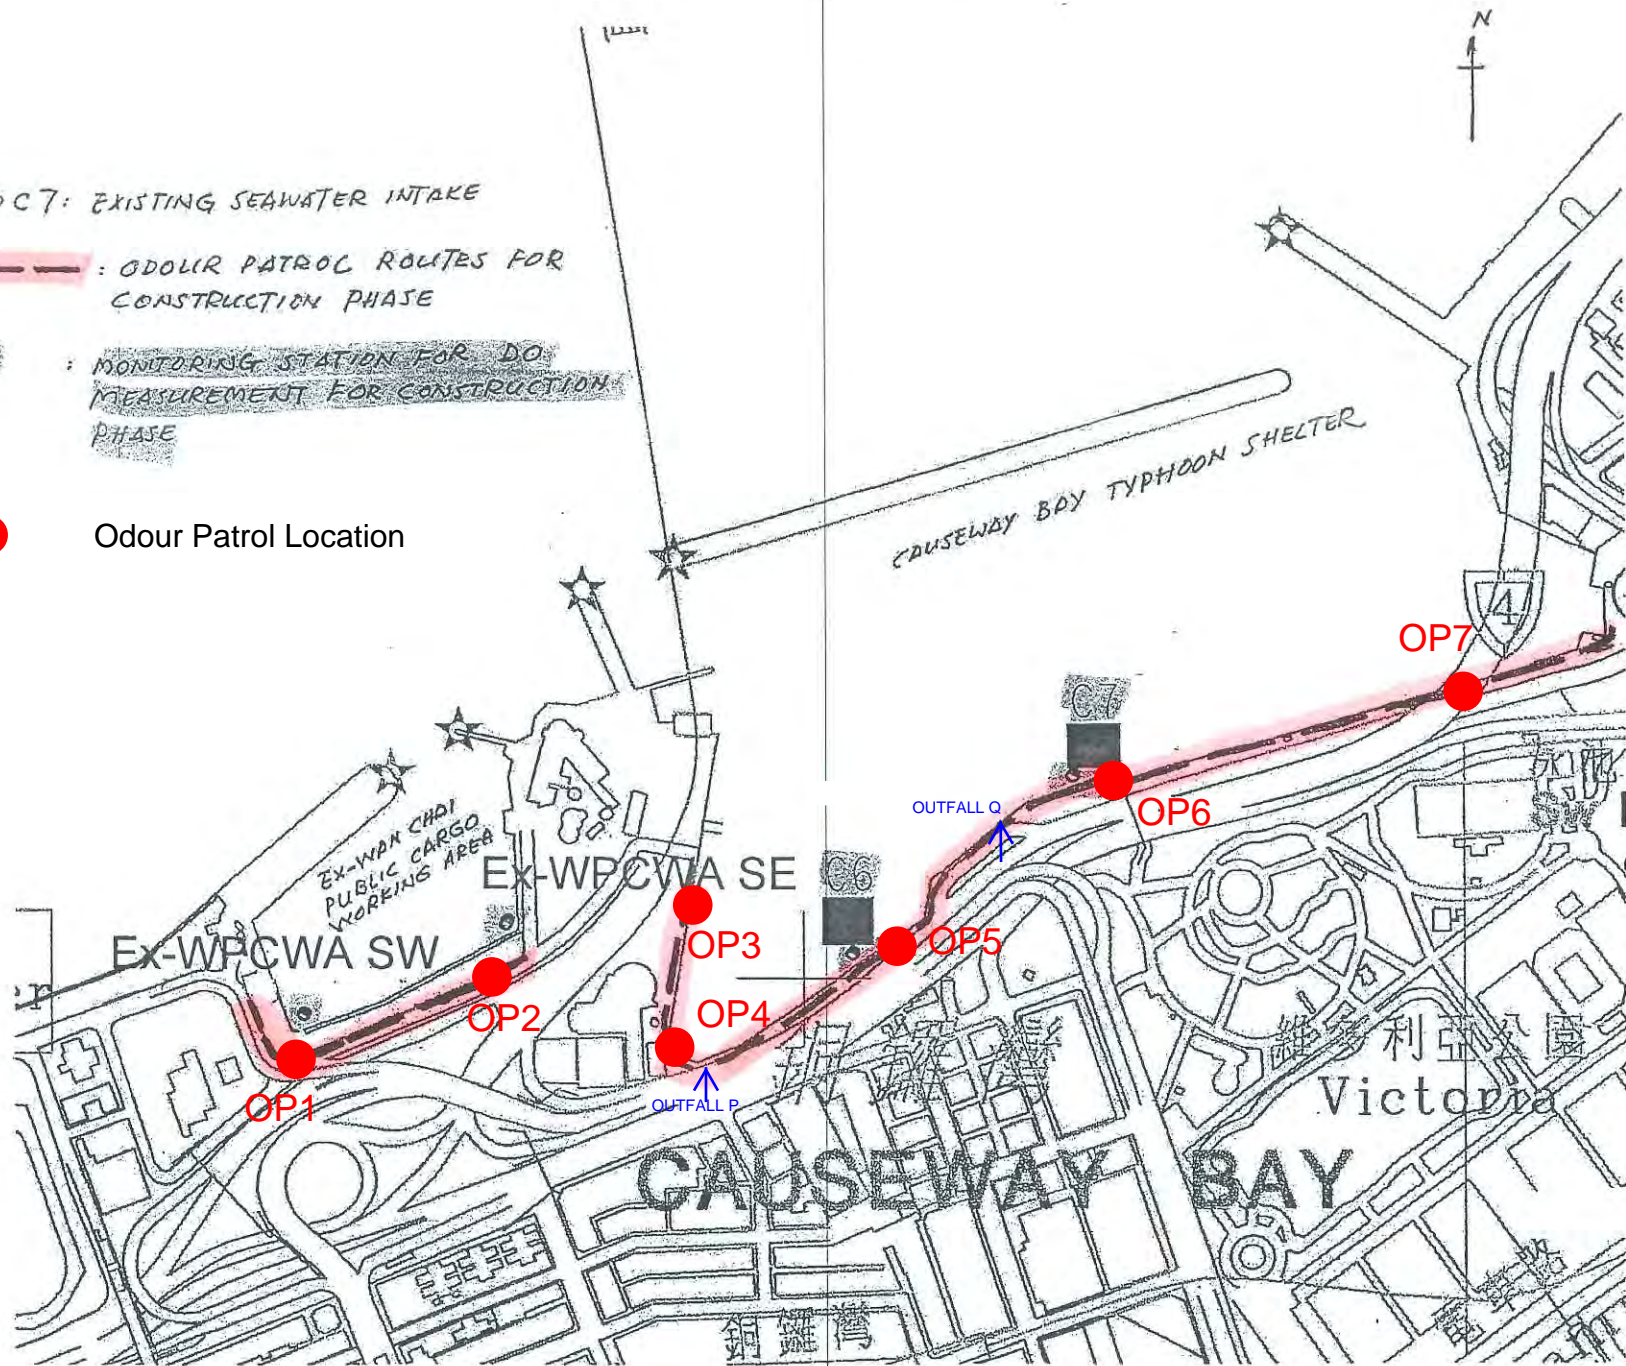 N
C7: EXISTING SEAWATER INTAKE
: ODOUR PATROL ROUTES FOR
CONSTRUCTION PHASE
: MONITORING STATION FOR DO
MEASUREMENT FOR CONSTRUCTION
PHASE
Odour Patrol Location
CAUSEWAY BAY TYPHOON SHELTER
4
OP7
C7
OP6
OUTFALL Q
EX-WAN CHAI
PUBLIC CARGO
WORKING AREA
Ex-WPCWA SE
C6
Ex-WPCWA SW
OP3
OP5
OP2
OP4
OP1
OUTFALL P
維多利亞公園
Victoria
CAUSEWAY BAY
銅鑼灣